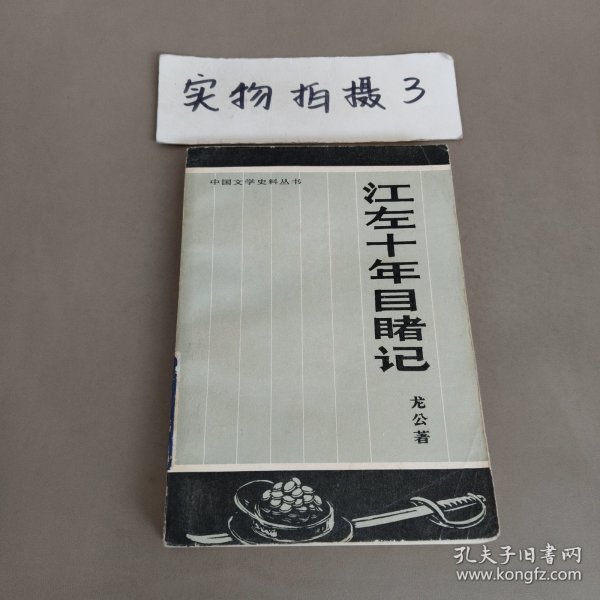 实物拍摄3
中国文学史料丛书
江左十年目睹记
龙公著
孔夫子旧书网
www.kongfz.com